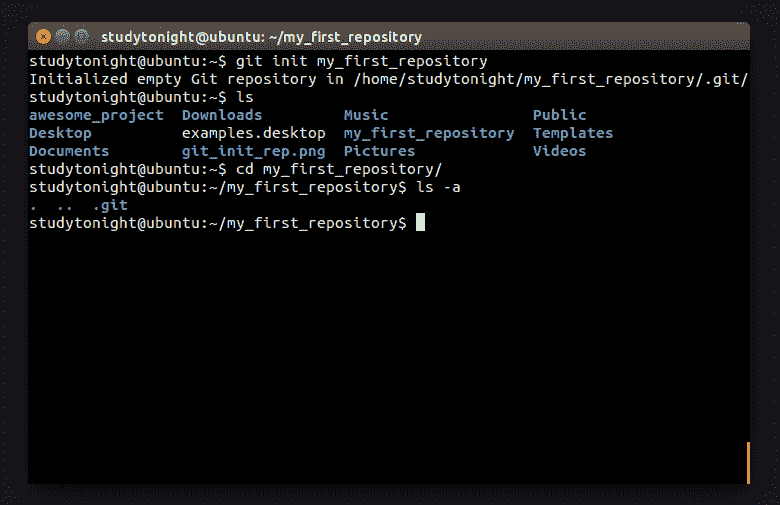 studytonight@ubuntu: ~/my_first_repository
studytonight@ubuntu:~$ git init my_first_repository
Initialized empty Git repository in /home/studytonight/my_first_repository/.git/
studytonight@ubuntu:~$ ls
awesome_project  Downloads         Music                Public
Desktop          examples.desktop  my_first_repository  Templates
Documents        git_init_rep.png  Pictures             Videos
studytonight@ubuntu:~$ cd my_first_repository/
studytonight@ubuntu:~/my_first_repository$ ls -a
.  ..  .git
studytonight@ubuntu:~/my_first_repository$